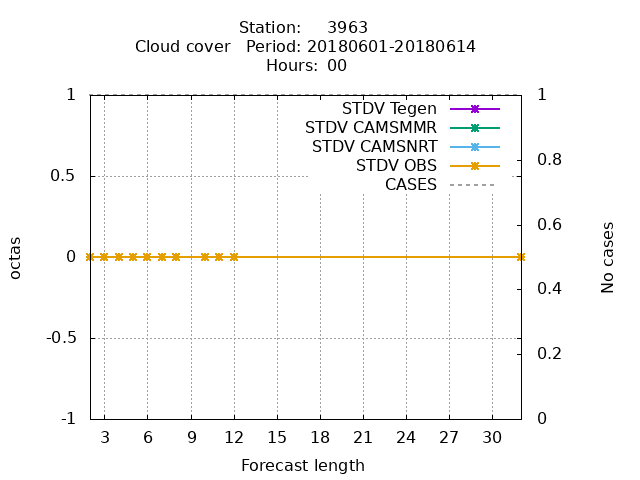 Station: 3963
Cloud cover Period: 20180601-20180614
Hours: 00
1
0.5
0
-0.5
-1
octas
STDV Tegen
STDV CAMSMMR
STDV CAMSNRT
STDV OBS
CASES
1
0.8
0.6
0.4
0.2
0
No cases
3 6 9 12 15 18 21 24 27 30
Forecast length